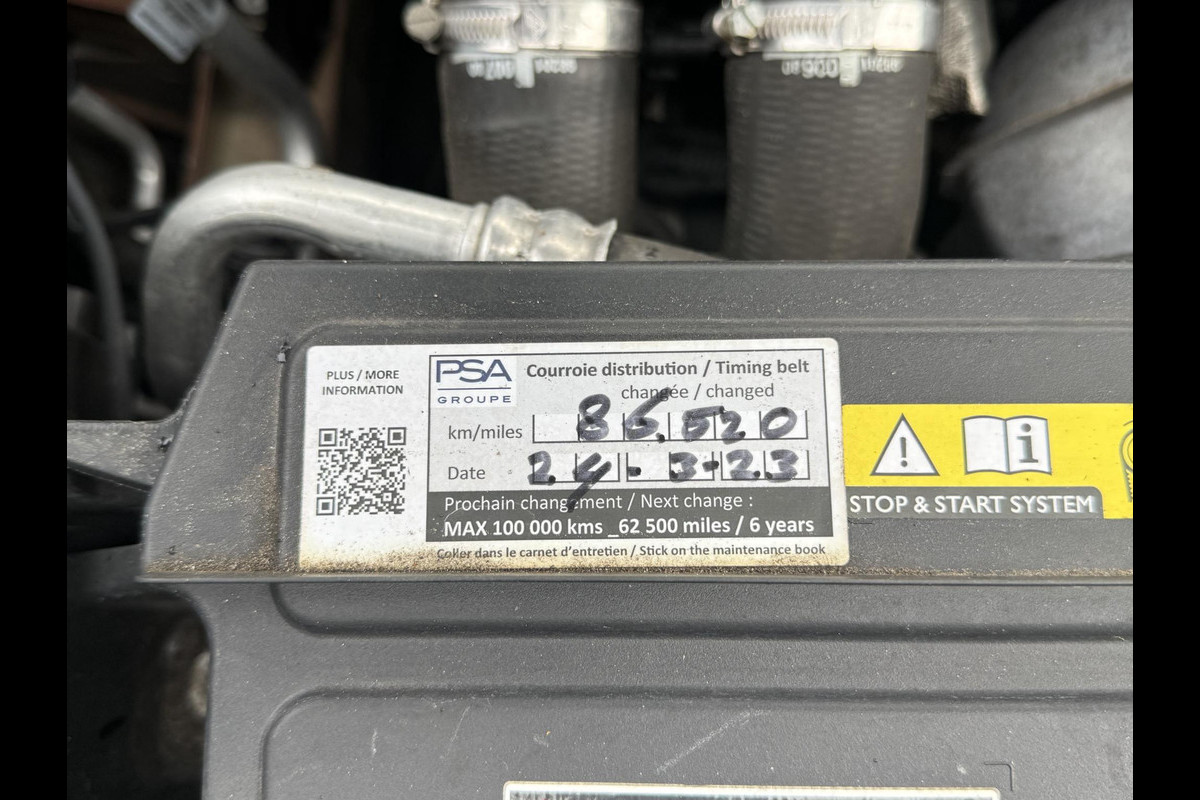 PLUS / MORE
INFORMATION
PSA
GROUPE
Courroie distribution / Timing belt
changée / changed
km/miles 86.520
Date 24-3-23
Prochain changement / Next change :
MAX 100 000 kms _62 500 miles / 6 years
Coller dans le carnet d'entretien / Stick on the maintenance book
STOP & START SYSTEM